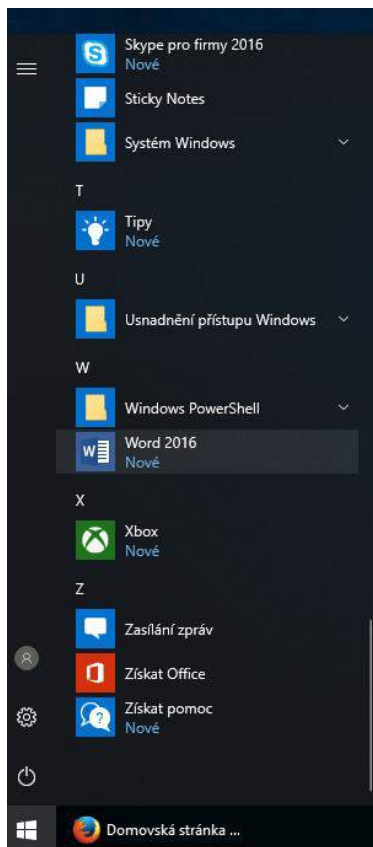 Skype pro firmy 2016
Nové
Sticky Notes
Systém Windows
T
Tipy
Nové
U
Usnadnění přístupu Windows
W
Windows PowerShell
Word 2016
Nové
X
Xbox
Nové
Z
Zasílání zpráv
Získat Office
Získat pomoc
Nové
Domovská stránka ...